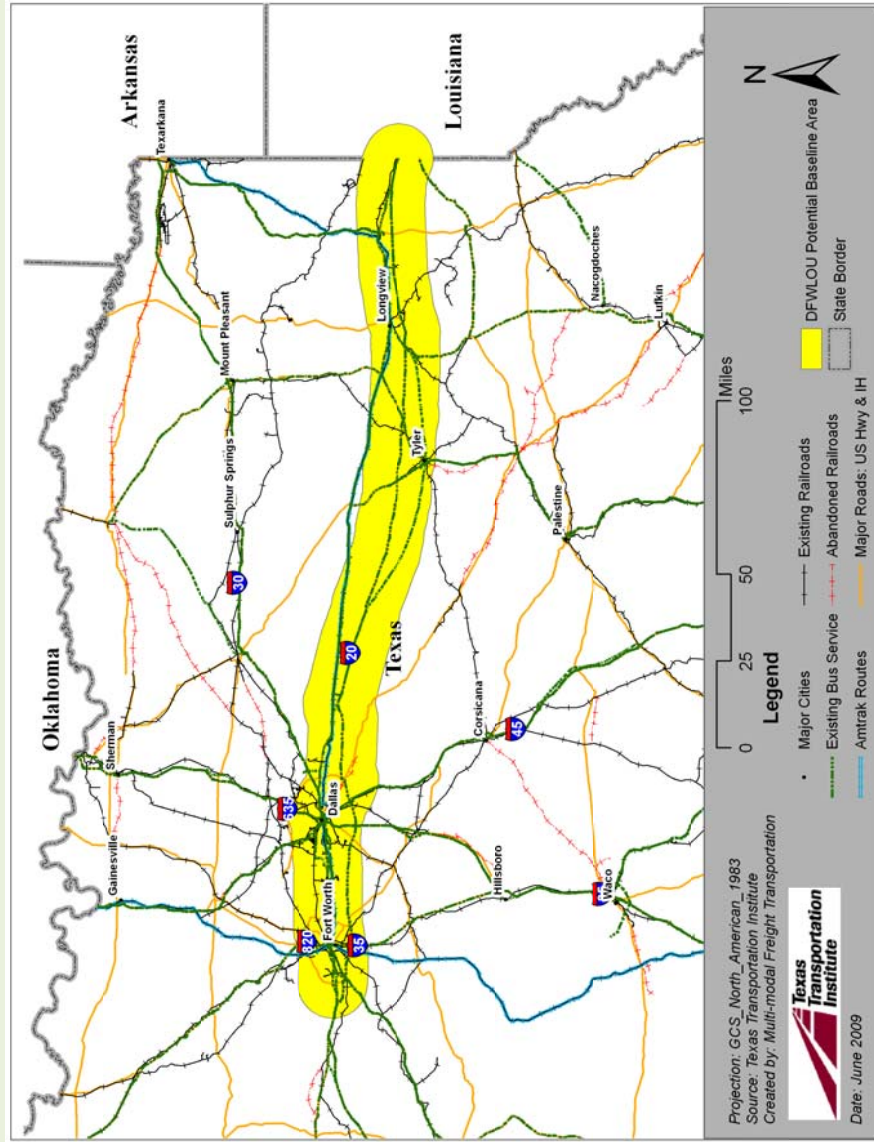 Oklahoma
Arkansas
Texarkana
Gainesville
Sherman
Mount Pleasant
Sulphur Springs
30
635
820
Fort Worth
35
Dallas
20
Texas
Longview
Tyler
Louisiana
Corsicana
45
Hillsboro
Palestine
Nacogdoches
Waco
Lufkin
Projection: GCS_North_American_1983
Source: Texas Transportation Institute
Created by: Multi-modal Freight Transportation
Texas
Transportation
Institute
Date: June 2009
0 25 50 100
Miles
Legend
Major Cities
Existing Bus Service
Amtrak Routes
Existing Railroads
Abandoned Railroads
Major Roads: US Hwy & IH
DFWLOU Potential Baseline Area
State Border
N